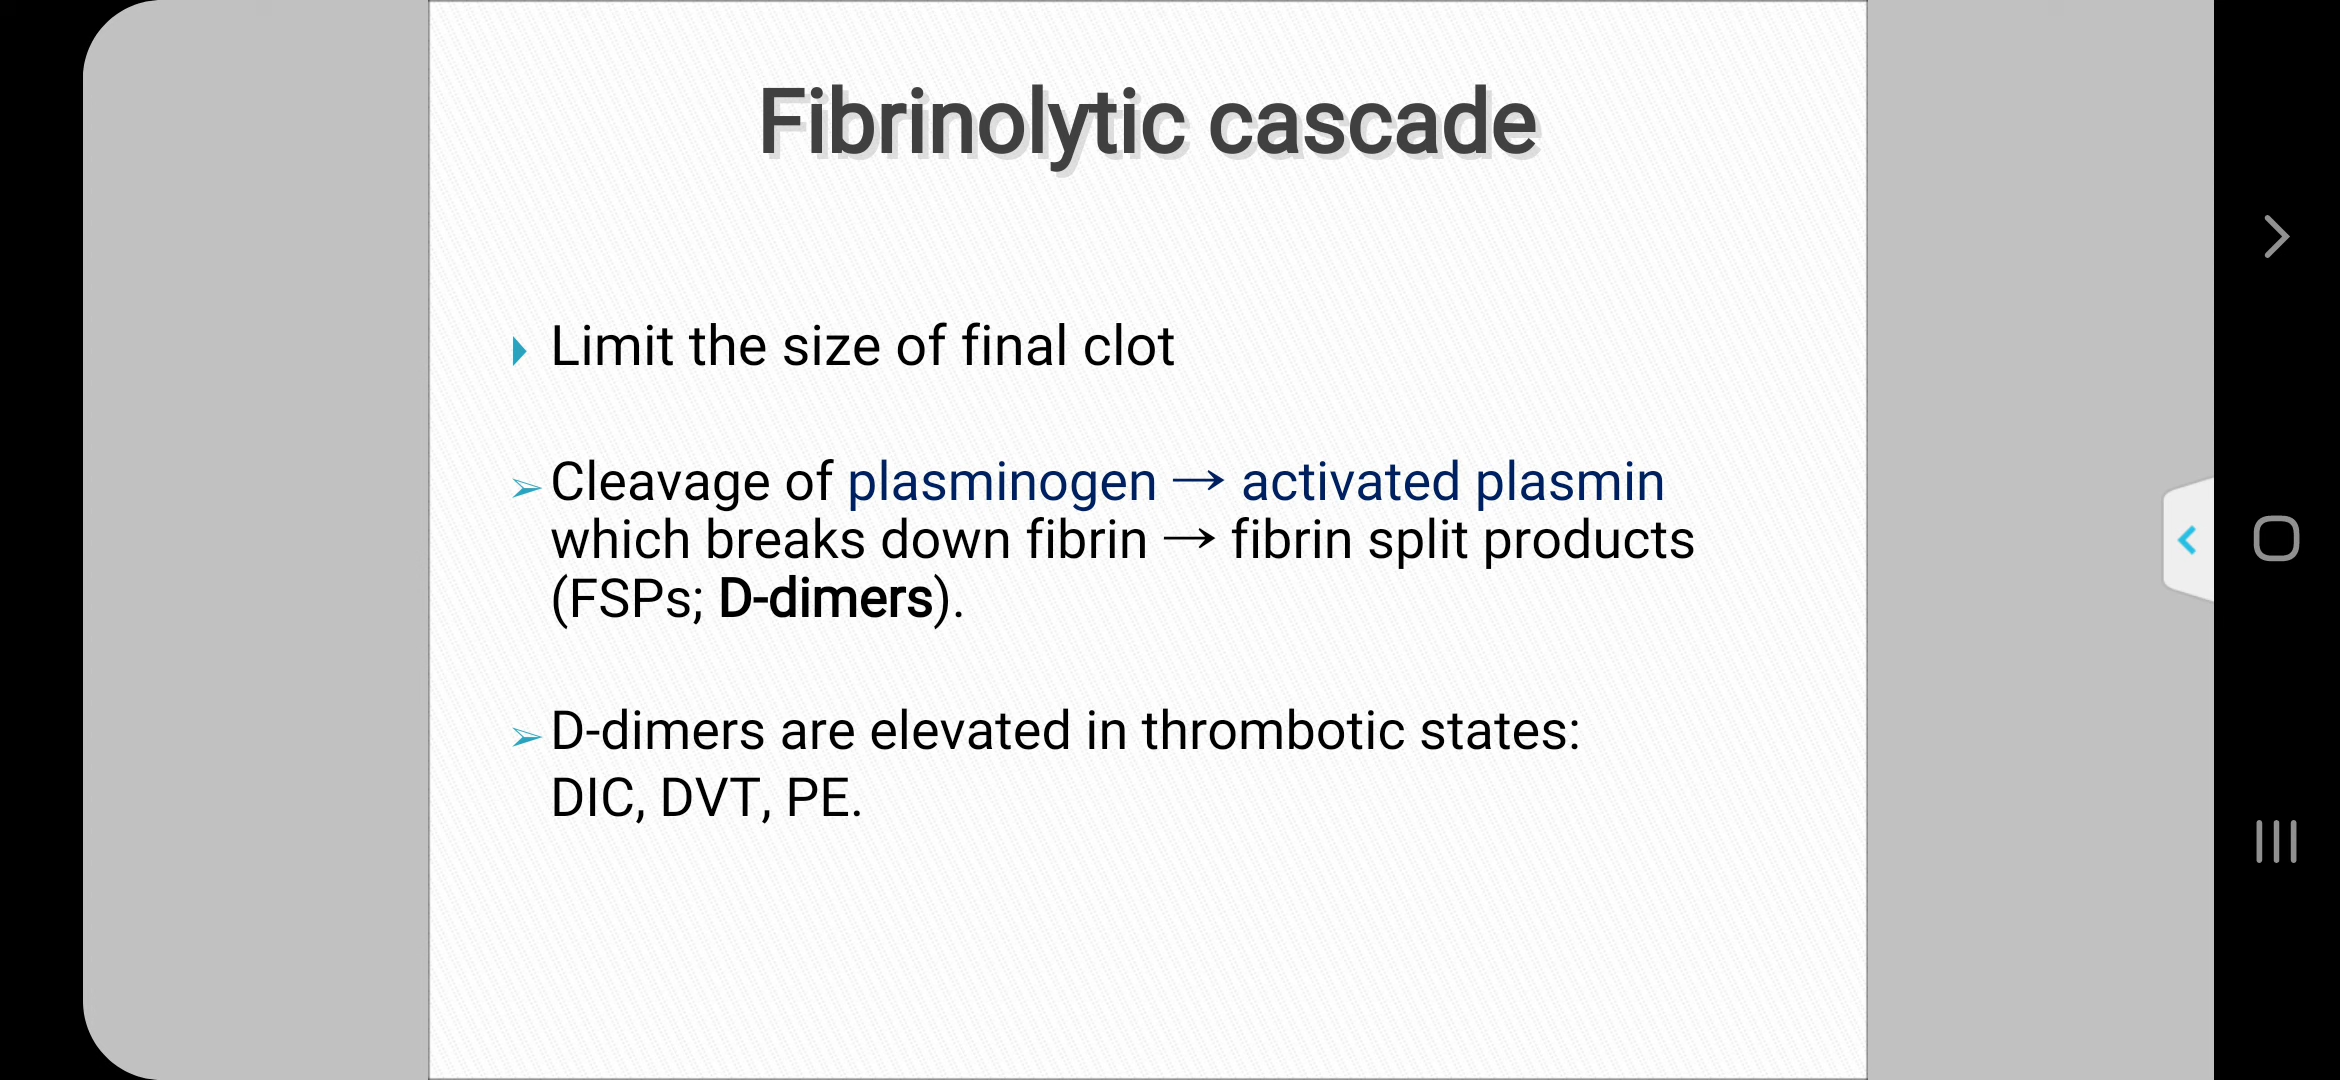 Fibrinolytic cascade
Limit the size of final clot
Cleavage of plasminogen → activated plasmin
which breaks down fibrin → fibrin split products
(FSPs; D-dimers).
D-dimers are elevated in thrombotic states:
DIC, DVT, PE.